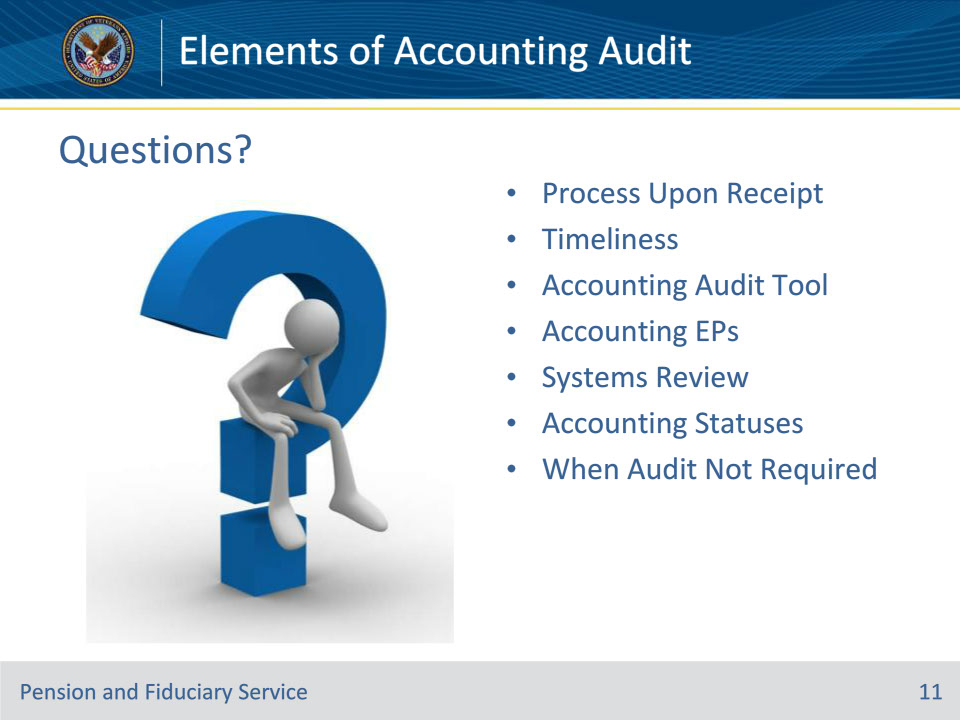 Elements of Accounting Audit
Questions?
• Process Upon Receipt
• Timeliness
• Accounting Audit Tool
• Accounting EPs
• Systems Review
• Accounting Statuses
• When Audit Not Required
Pension and Fiduciary Service
11